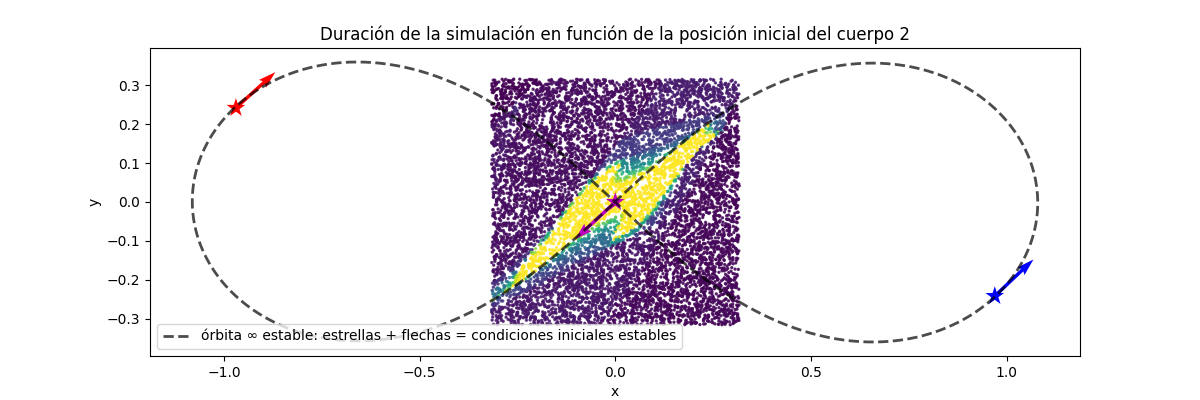 Duración de la simulación en función de la posición inicial del cuerpo 2
y
0.3
0.2
0.1
0.0
−0.1
−0.2
−0.3
órbita ∞ estable: estrellas + flechas = condiciones iniciales estables
−1.0 −0.5 0.0 0.5 1.0
x